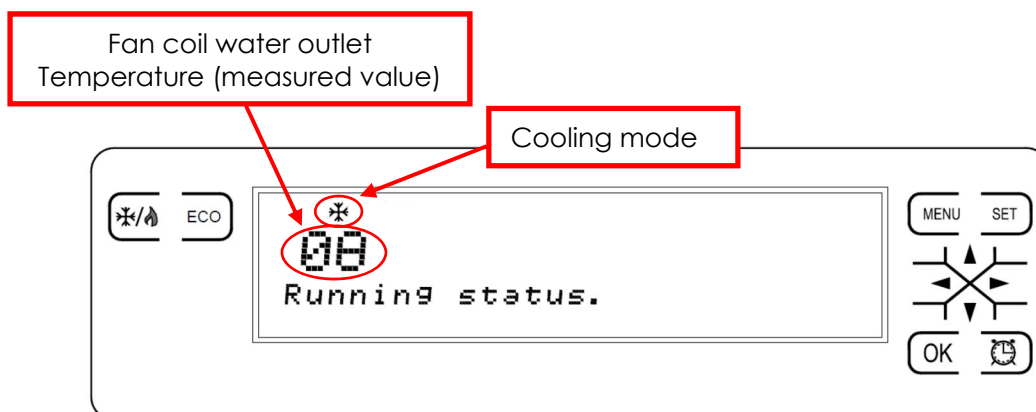 Fan coil water outlet
Temperature (measured value)
Cooling mode
ECO
08
Running status.
MENU SET
OK